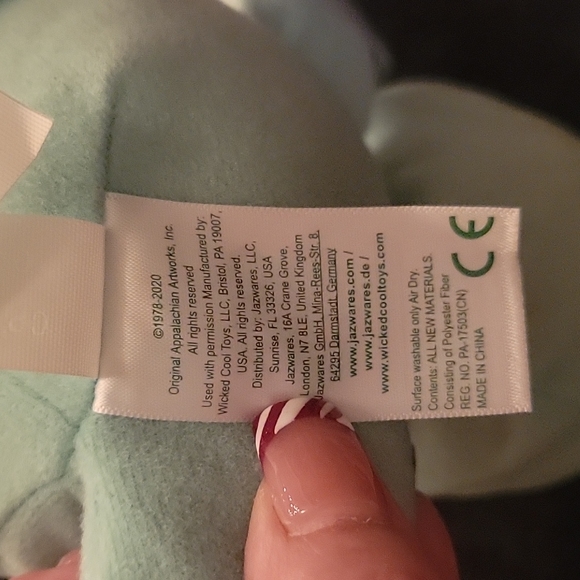 ©1978-2020
Original Appalachian Artworks, Inc.
All rights reserved
Used with permission Manufactured by:
Wicked Cool Toys, LLC, Bristol, PA 19007,
USA. All rights reserved.
Distributed by: Jazwares, LLC,
Sunrise, FL 33326, USA
Jazwares, 16A Crane Grove,
London, N7 8LE, United Kingdom
Jazwares GmbH, Mina-Rees-Str. 8,
64295 Darmstadt, Germany
www.jazwares.com /
www.jazwares.de /
www.wickedcooltoys.com
Surface washable only Air Dry.
Contents: ALL NEW MATERIALS.
Consisting of Polyester Fiber
REG. NO. PA-17503(CN)
MADE IN CHINA
CE